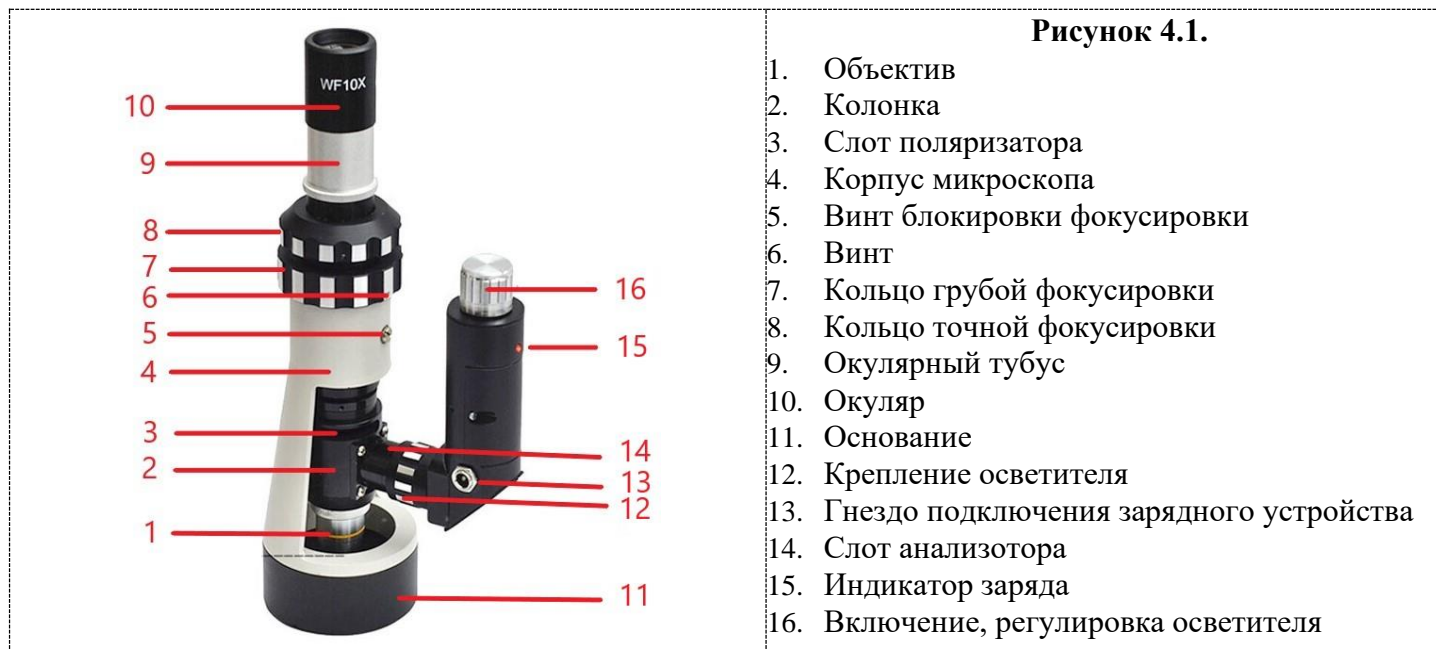 WF10X
10
9
8
7
6
5
4
3
2
1
16
15
14
13
12
11
Рисунок 4.1.
1. Объектив
2. Колонка
3. Слот поляризатора
4. Корпус микроскопа
5. Винт блокировки фокусировки
6. Винт
7. Кольцо грубой фокусировки
8. Кольцо точной фокусировки
9. Окулярный тубус
10. Окуляр
11. Основание
12. Крепление осветителя
13. Гнездо подключения зарядного устройства
14. Слот анализотора
15. Индикатор заряда
16. Включение, регулировка осветителя